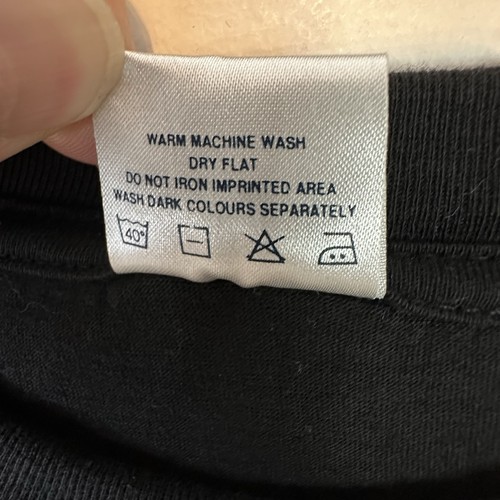 WARM MACHINE WASH
DRY FLAT
DO NOT IRON IMPRINTED AREA
WASH DARK COLOURS SEPARATELY
40°